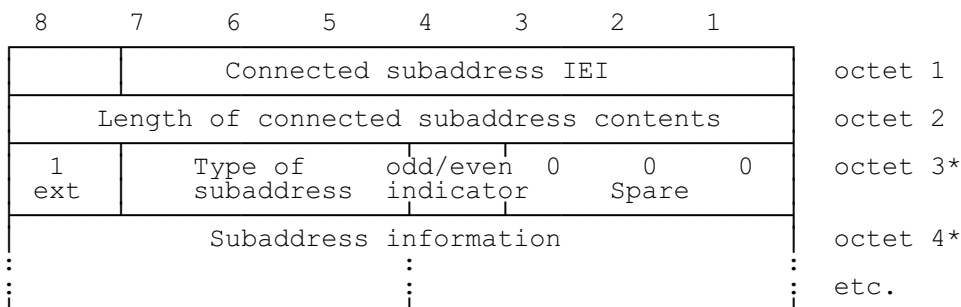 8 7 6 5 4 3 2 1
Connected subaddress IEI octet 1
Length of connected subaddress contents octet 2
1 Type of odd/even 0 0 0 octet 3*
ext subaddress indicator Spare
Subaddress information octet 4*
: : :
: : : etc.